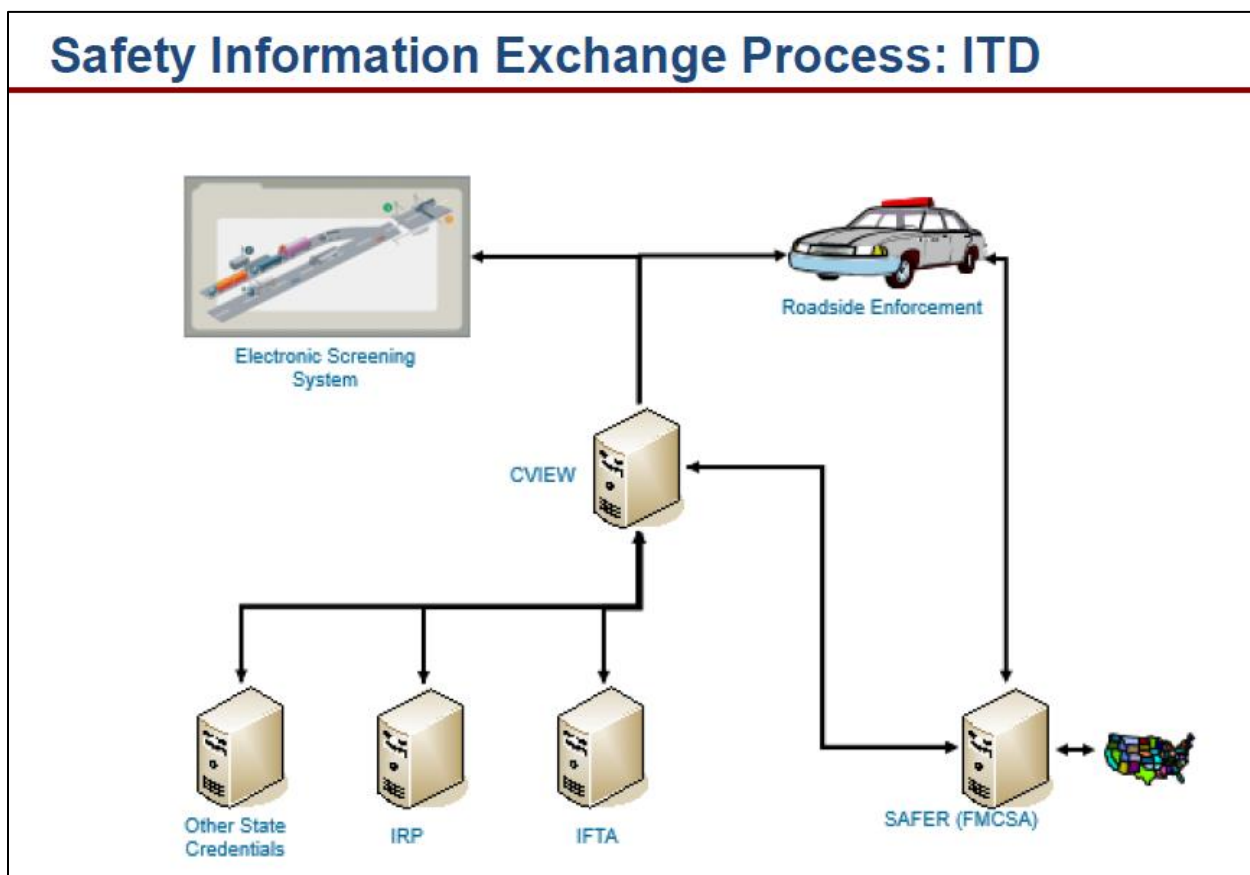 Safety Information Exchange Process: ITD
Electronic Screening
System
Roadside Enforcement
CVIEW
Other State
Credentials
IRP
IFTA
SAFER (FMCSA)